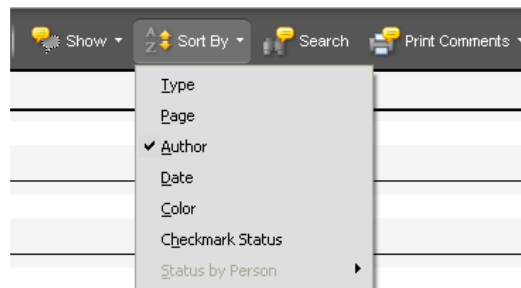 Show Sort By Search Print Comments
Type
Page
Author
Date
Color
Checkmark Status
Status by Person